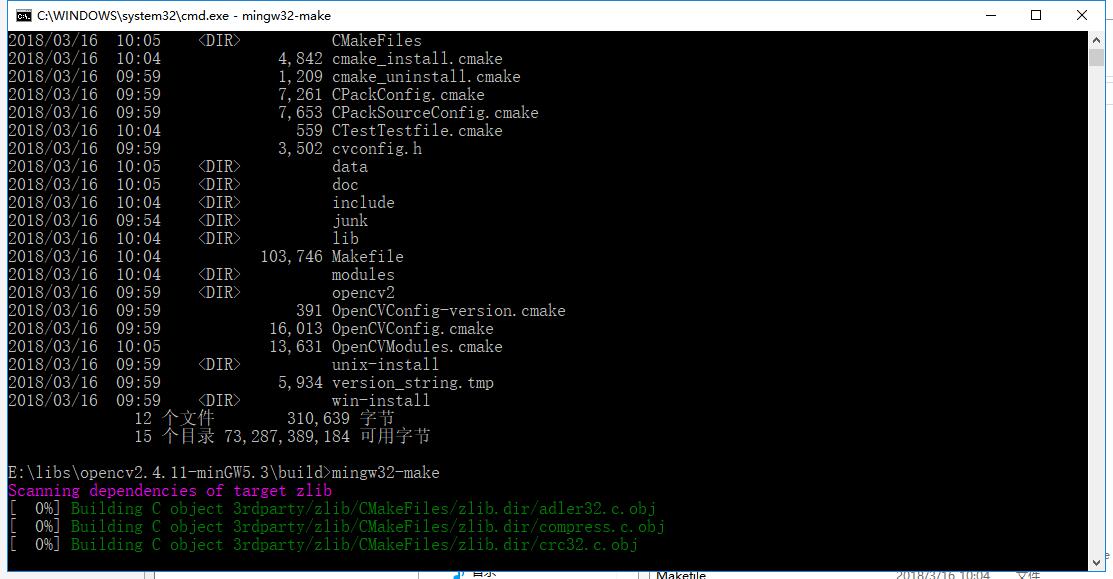 C:\WINDOWS\system32\cmd.exe - mingw32-make
2018/03/16 10:05 <DIR> CMakeFiles
2018/03/16 10:04 4,842 cmake_install.cmake
2018/03/16 09:59 1,209 cmake_uninstall.cmake
2018/03/16 09:59 7,261 CPackConfig.cmake
2018/03/16 09:59 7,653 CPackSourceConfig.cmake
2018/03/16 10:04 559 CTestTestfile.cmake
2018/03/16 09:59 3,502 cvconfig.h
2018/03/16 10:05 <DIR> data
2018/03/16 10:05 <DIR> doc
2018/03/16 10:04 <DIR> include
2018/03/16 09:54 <DIR> junk
2018/03/16 10:04 <DIR> lib
2018/03/16 10:04 103,746 Makefile
2018/03/16 10:04 <DIR> modules
2018/03/16 09:59 <DIR> opencv2
2018/03/16 09:59 391 OpenCVConfig-version.cmake
2018/03/16 09:59 16,013 OpenCVConfig.cmake
2018/03/16 10:05 13,631 OpenCVModules.cmake
2018/03/16 09:59 <DIR> unix-install
2018/03/16 09:59 5,934 version_string.tmp
2018/03/16 09:59 <DIR> win-install
12 个文件 310,639 字节
15 个目录 73,287,389,184 可用字节
E:\libs\opencv2.4.11-minGW5.3\build>mingw32-make
Scanning dependencies of target zlib
[  0%] Building C object 3rdparty/zlib/CMakeFiles/zlib.dir/adler32.c.obj
[  0%] Building C object 3rdparty/zlib/CMakeFiles/zlib.dir/compress.c.obj
[  0%] Building C object 3rdparty/zlib/CMakeFiles/zlib.dir/crc32.c.obj
Makefile 2018/3/16 10:04 文件